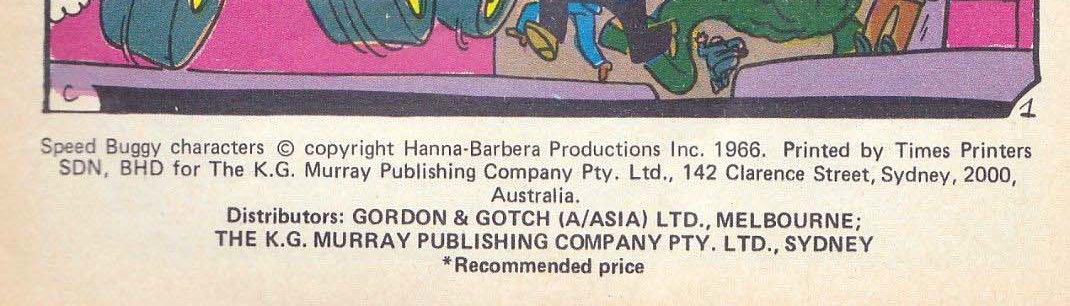 C
1
Speed Buggy characters © copyright Hanna-Barbera Productions Inc. 1966. Printed by Times Printers
SDN, BHD for The K.G. Murray Publishing Company Pty. Ltd., 142 Clarence Street, Sydney, 2000,
Australia.
Distributors: GORDON & GOTCH (A/ASIA) LTD., MELBOURNE;
THE K.G. MURRAY PUBLISHING COMPANY PTY. LTD., SYDNEY
*Recommended price